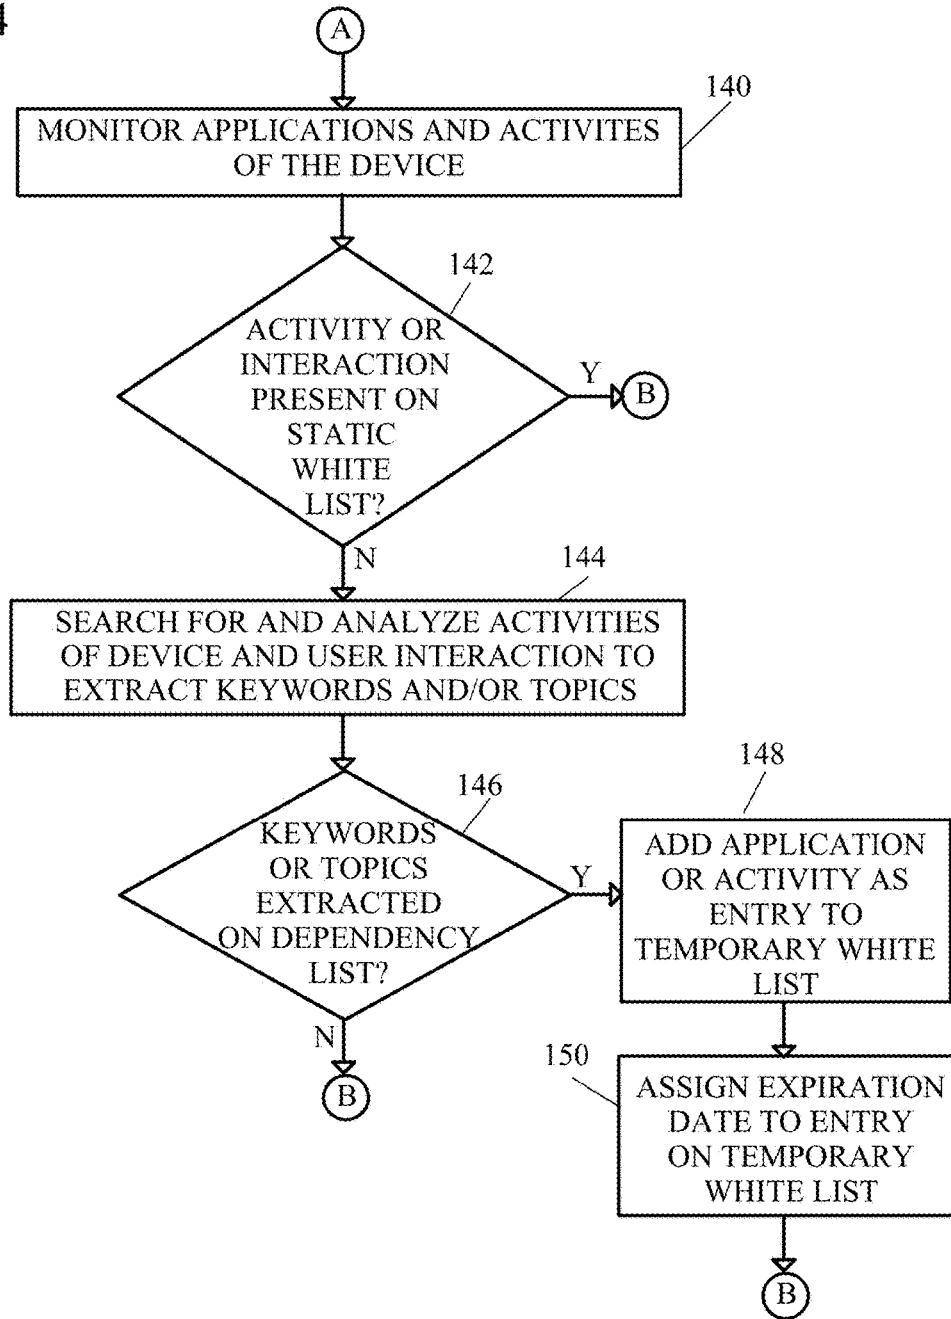 4
A
140
MONITOR APPLICATIONS AND ACTIVITES
OF THE DEVICE
142
ACTIVITY OR
INTERACTION
PRESENT ON
STATIC
WHITE
LIST?
Y
B
N
144
SEARCH FOR AND ANALYZE ACTIVITIES
OF DEVICE AND USER INTERACTION TO
EXTRACT KEYWORDS AND/OR TOPICS
146
KEYWORDS
OR TOPICS
EXTRACTED
ON DEPENDENCY
LIST?
Y
148
ADD APPLICATION
OR ACTIVITY AS
ENTRY TO
TEMPORARY WHITE
LIST
N
B
150
ASSIGN EXPIRATION
DATE TO ENTRY
ON TEMPORARY
WHITE LIST
B